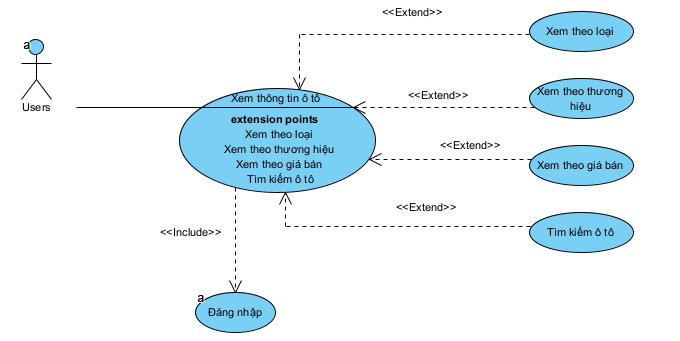 <<Extend>>
Xem theo loại
a
Users
Xem thông tin ô tô
extension points
Xem theo loại
Xem theo thương hiệu
Xem theo giá bán
Tìm kiếm ô tô
<<Extend>>
Xem theo thương
hiệu
<<Extend>>
Xem theo giá bán
<<Extend>>
Tìm kiếm ô tô
<<Include>>
a
Đăng nhập